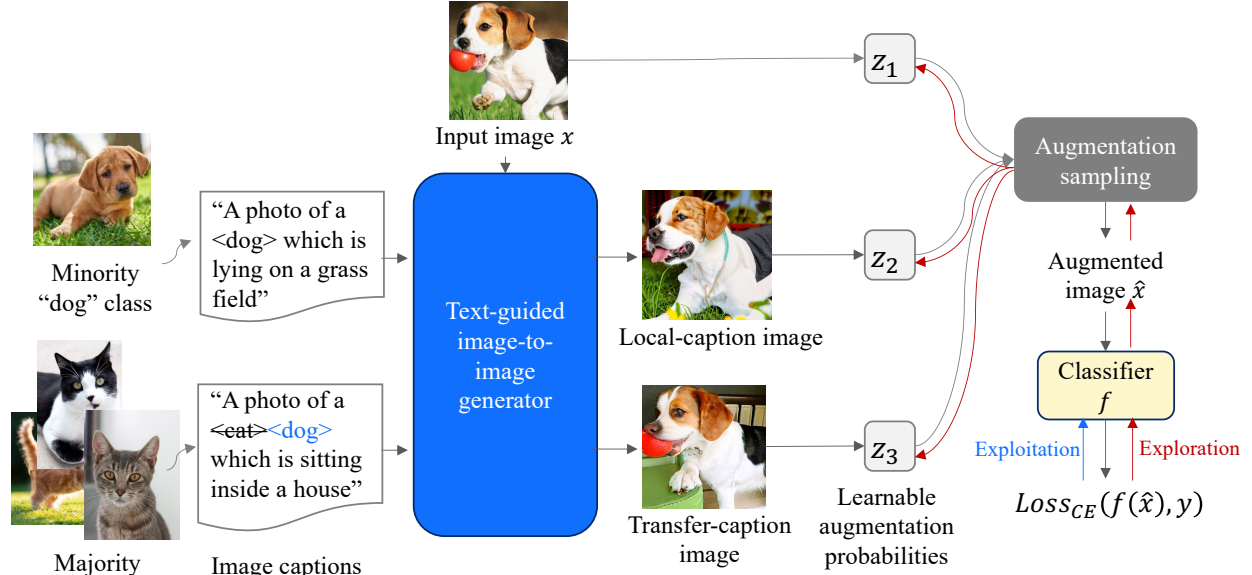 Input image x
Minority
“dog” class
“A photo of a
<dog> which is
lying on a grass
field”
Majority
“A photo of a
<cat><dog>
which is sitting
inside a house”
Image captions
Text-guided
image-to-
image
generator
Local-caption image
Transfer-caption
image
z₁
z₂
z₃
Learnable
augmentation
probabilities
Augmentation
sampling
Augmented
image x̂
Classifier
f
Exploitation
Exploration
Loss_CE(f(x̂), y)